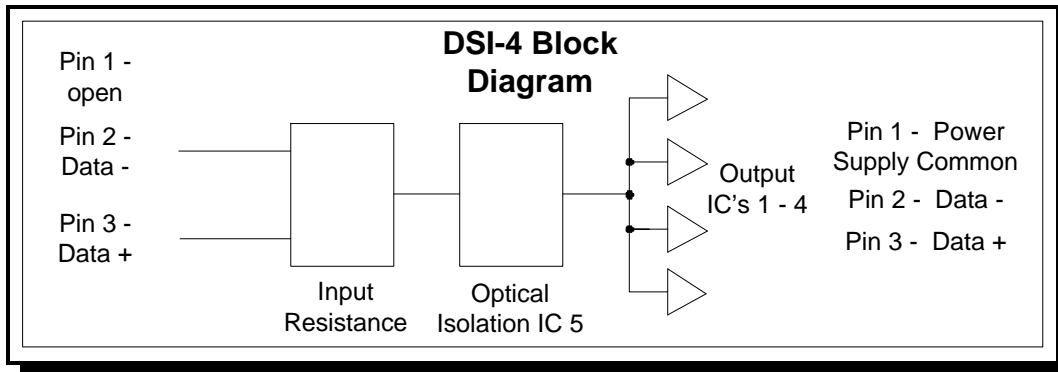 DSI-4 Block
Diagram
Pin 1 -
open
Pin 2 -
Data -
Pin 3 -
Data +
Input
Resistance
Optical
Isolation IC 5
Output
IC's 1 - 4
Pin 1 - Power
Supply Common
Pin 2 - Data -
Pin 3 - Data +